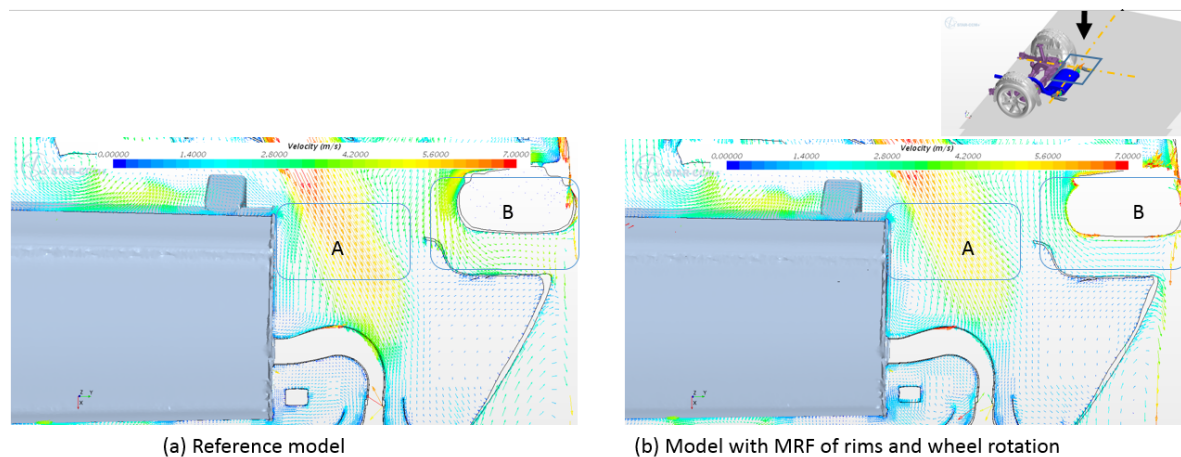 Velocity (m/s)
0.00000 1.4000 2.8000 4.2000 5.6000 7.0000
B
A
(a) Reference model
Velocity (m/s)
0.00000 1.4000 2.8000 4.2000 5.6000 7.0000
B
A
(b) Model with MRF of rims and wheel rotation